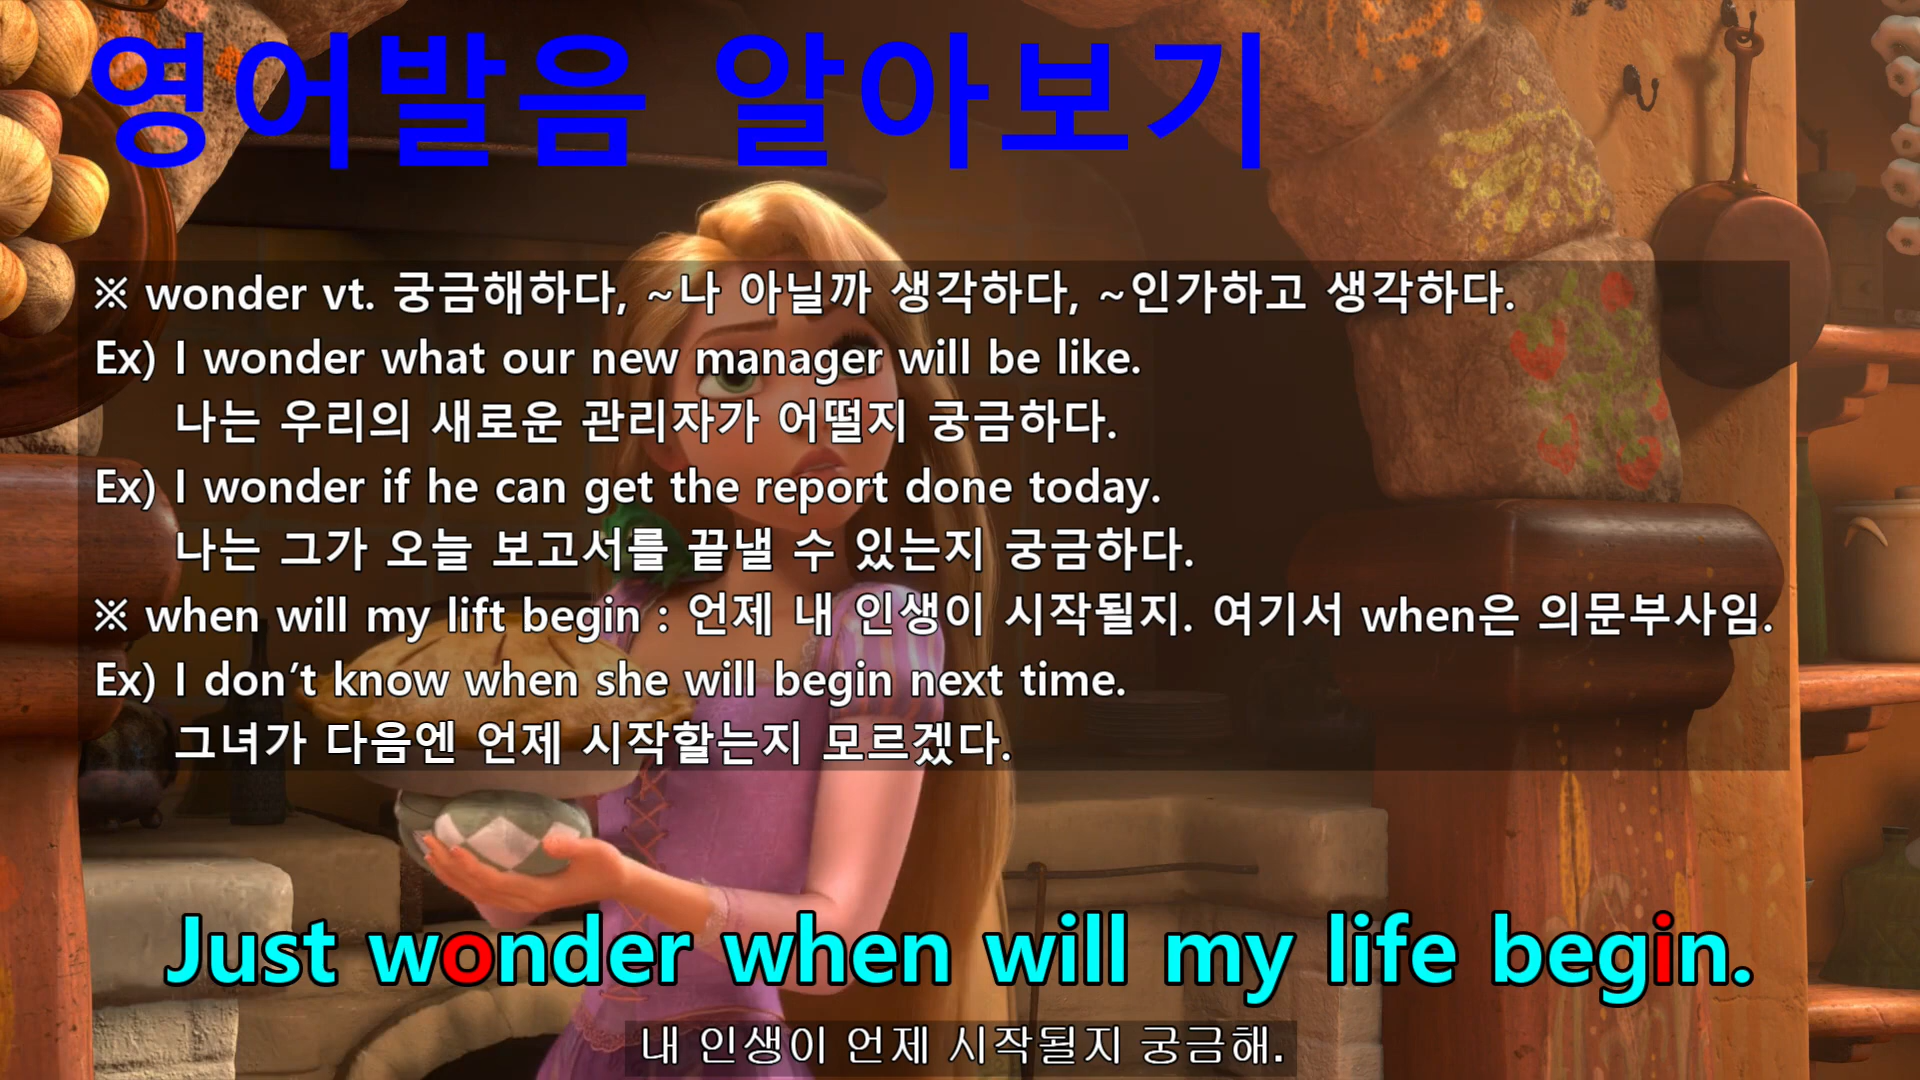 영어발음 알아보기
※ wonder vt. 궁금해하다, ~나 아닐까 생각하다, ~인가하고 생각하다.
Ex) I wonder what our new manager will be like.
나는 우리의 새로운 관리자가 어떨지 궁금하다.
Ex) I wonder if he can get the report done today.
나는 그가 오늘 보고서를 끝낼 수 있는지 궁금하다.
※ when will my lift begin : 언제 내 인생이 시작될지. 여기서 when은 의문부사임.
Ex) I don’t know when she will begin next time.
그녀가 다음엔 언제 시작할는지 모르겠다.
Just wonder when will my life begin.
내 인생이 언제 시작될지 궁금해.